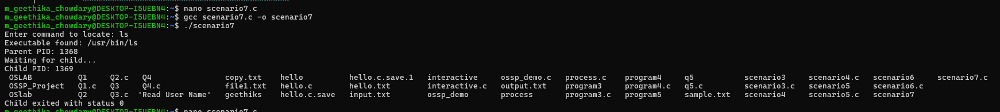 m_geethika_chowdary@DESKTOP-I5UEBN4:~$ nano scenario7.c
m_geethika_chowdary@DESKTOP-I5UEBN4:~$ gcc scenario7.c -o scenario7
m_geethika_chowdary@DESKTOP-I5UEBN4:~$ ./scenario7
Enter command to locate: ls
Executable found: /usr/bin/ls
Parent PID: 1368
Waiting for child...
Child PID: 1369
 OSLAB          Q1     Q2.c   Q4                copy.txt    hello          hello.c.save.1   interactive     ossp_demo.c   process.c    program4     q5           scenario3     scenario4.c   scenario6     scenario7.c
 OSSP_Project   Q1.c   Q3     Q4.c              file1.txt   hello.c        hello.txt        interactive.c   output.txt    program3     program4.c   q5.c         scenario3.c   scenario5     scenario6.c
 OSlab          Q2     Q3.c  'Read User Name'   geethiks    hello.c.save   input.txt        ossp_demo       process       program3.c   program5     sample.txt   scenario4     scenario5.c   scenario7
Child exited with status 0
m_geethika_chowdary@DESKTOP-I5UEBN4:~$ nano scenario7.c